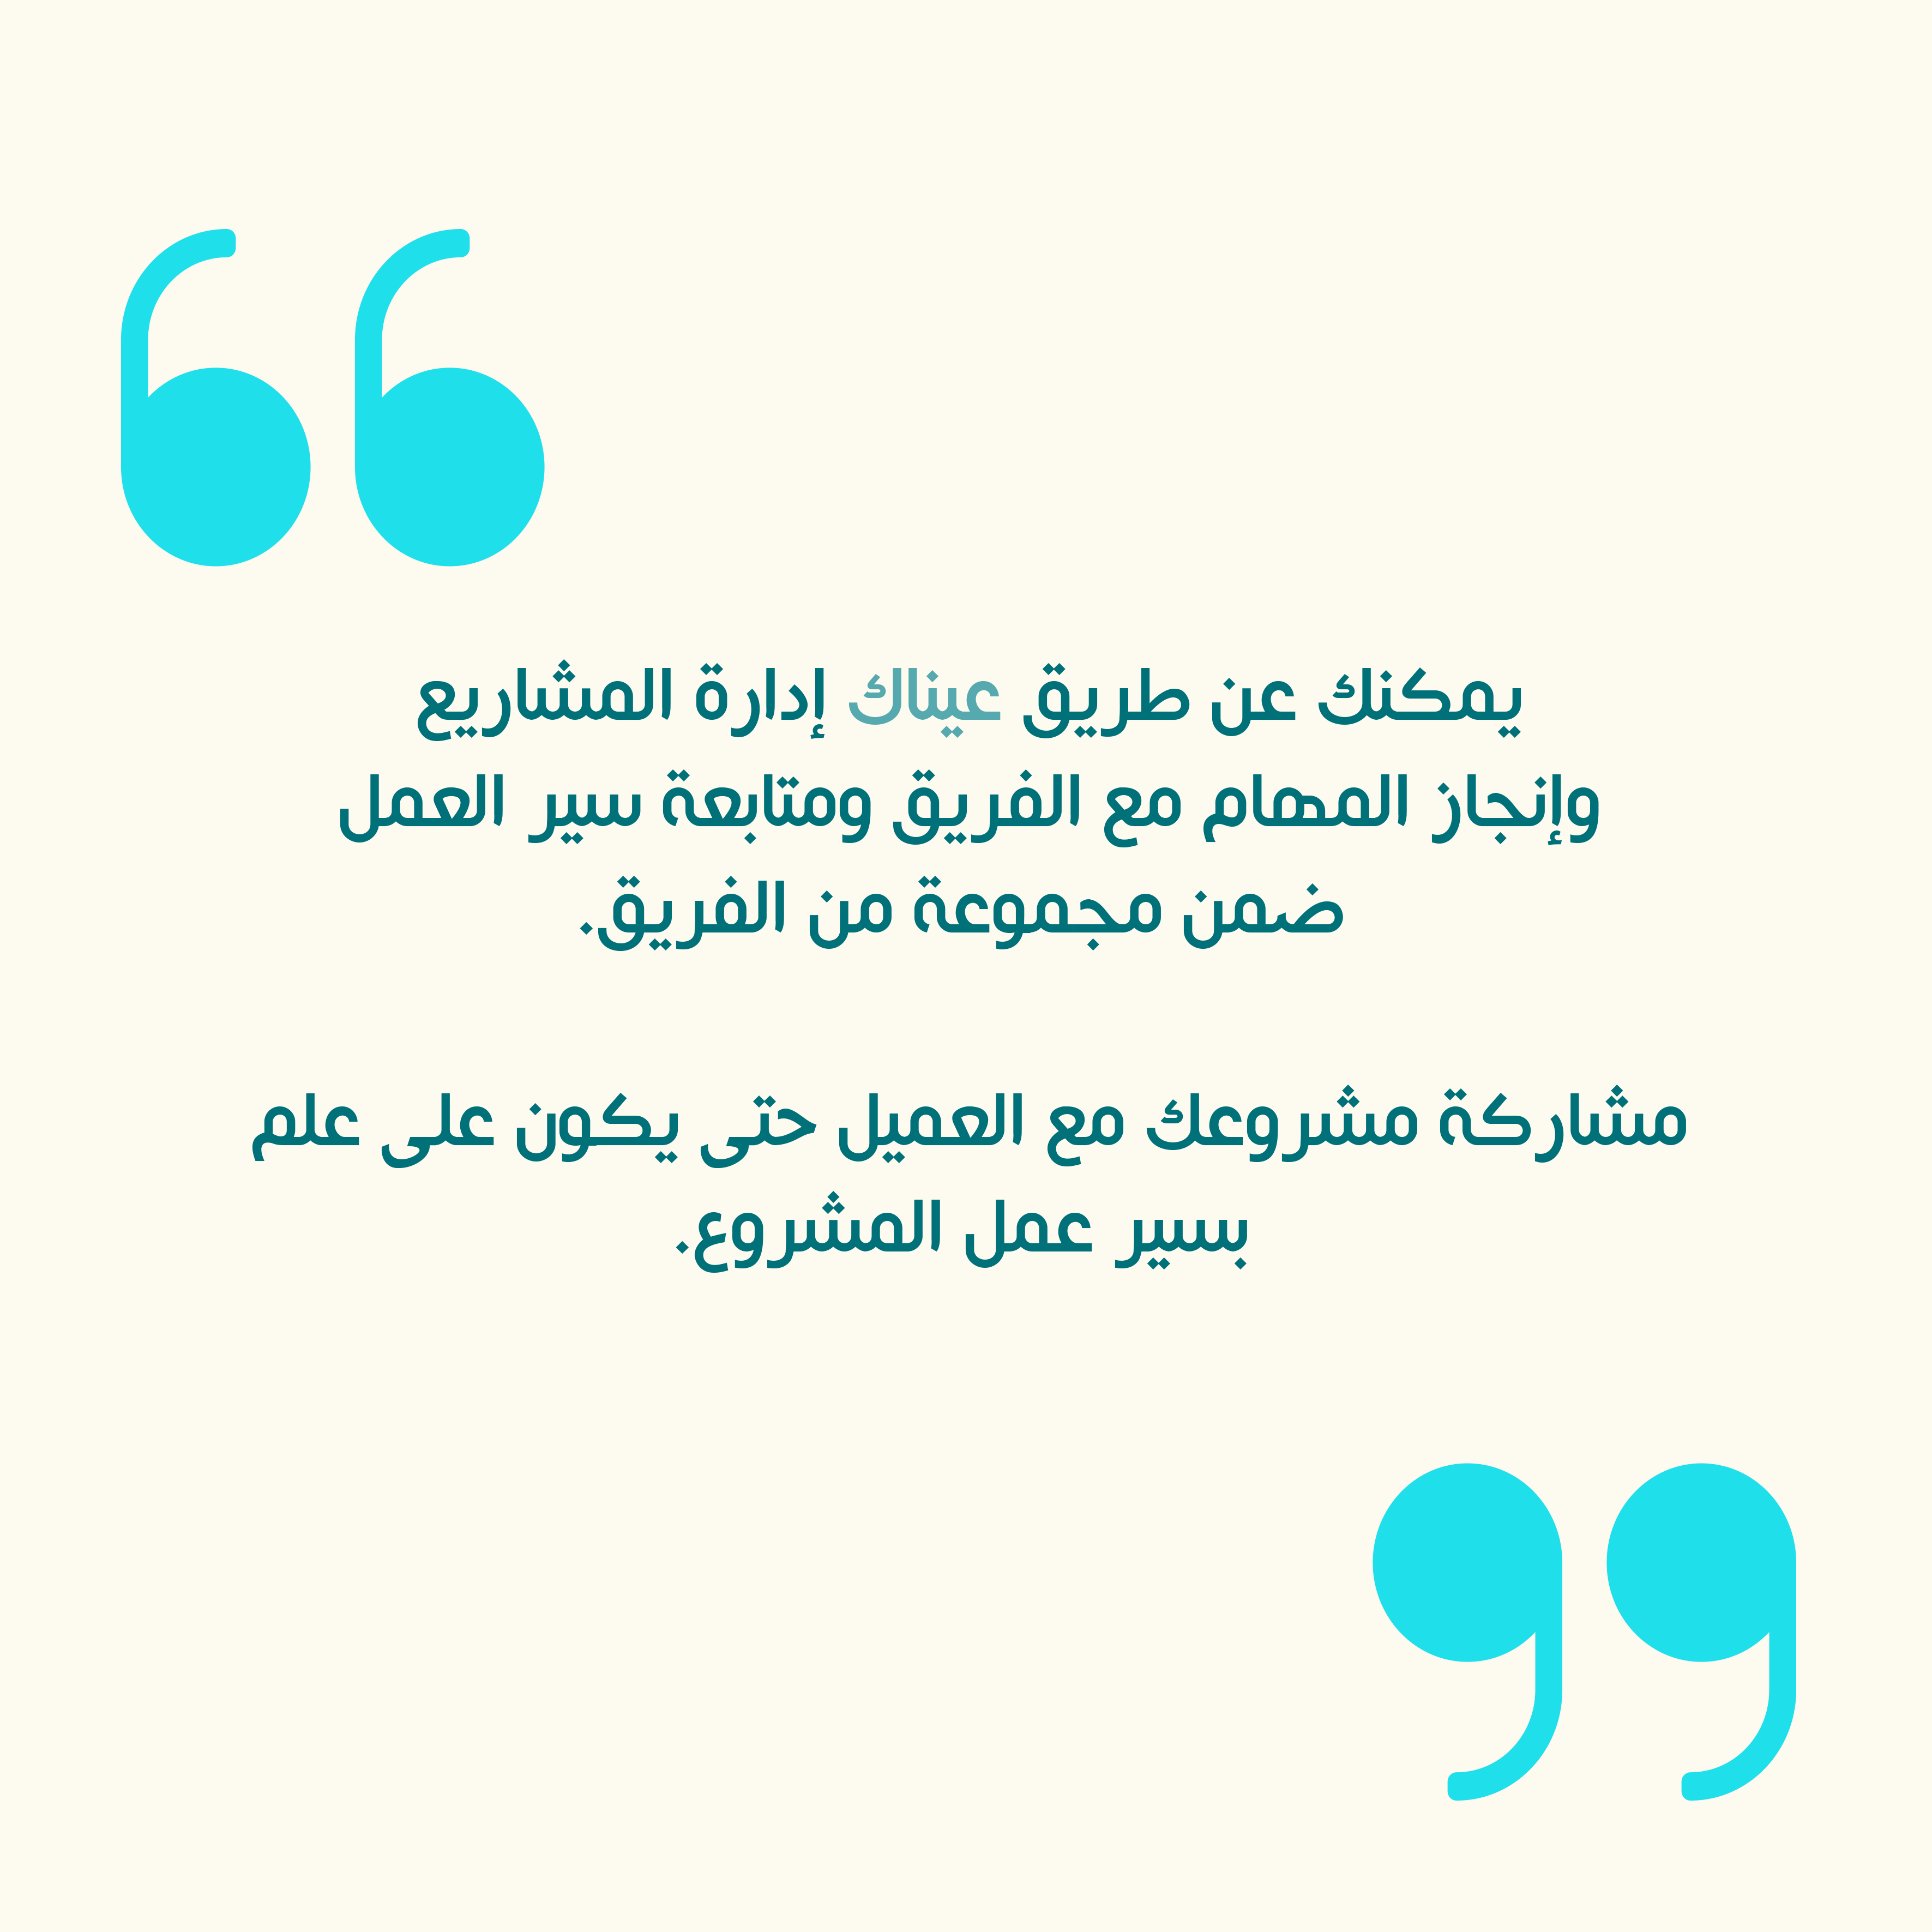 يمكنك عن طريق عيناك إدارة المشاريع
وإنجاز المهام مع الفريق ومتابعة سير العمل
ضمن مجموعة من الفريق.
مشاركة مشروعك مع العميل حتى يكون على علم
بسير عمل المشروع.